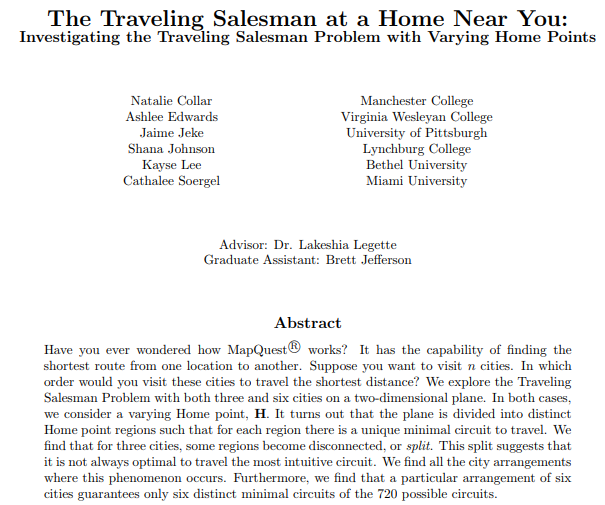 The Traveling Salesman at a Home Near You:
Investigating the Traveling Salesman Problem with Varying Home Points
Natalie Collar Manchester College
Ashlee Edwards Virginia Wesleyan College
Jaime Jeke University of Pittsburgh
Shana Johnson Lynchburg College
Kayse Lee Bethel University
Cathalee Soergel Miami University
Advisor: Dr. Lakeshia Legette
Graduate Assistant: Brett Jefferson
Abstract
Have you ever wondered how MapQuest® works? It has the capability of finding the
shortest route from one location to another. Suppose you want to visit n cities. In which
order would you visit these cities to travel the shortest distance? We explore the Traveling
Salesman Problem with both three and six cities on a two-dimensional plane. In both cases,
we consider a varying Home point, H. It turns out that the plane is divided into distinct
Home point regions such that for each region there is a unique minimal circuit to travel. We
find that for three cities, some regions become disconnected, or split. This split suggests that
it is not always optimal to travel the most intuitive circuit. We find all the city arrangements
where this phenomenon occurs. Furthermore, we find that a particular arrangement of six
cities guarantees only six distinct minimal circuits of the 720 possible circuits.